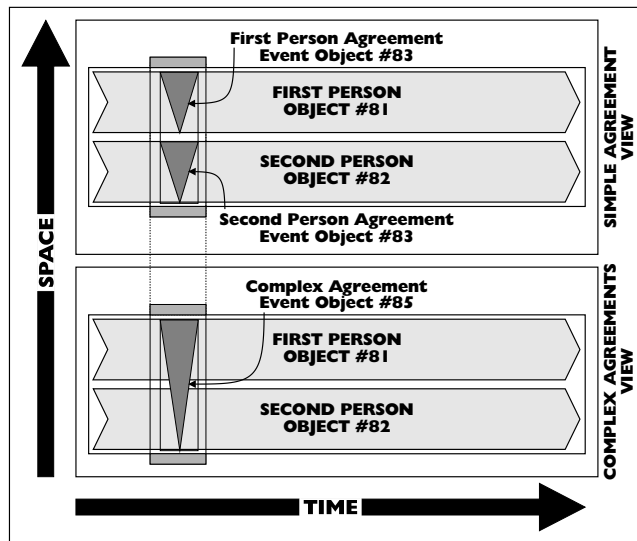 First Person Agreement
Event Object #83
FIRST PERSON
OBJECT #81
SECOND PERSON
OBJECT #82
Second Person Agreement
Event Object #83
SIMPLE AGREEMENT
VIEW
SPACE
Complex Agreement
Event Object #85
FIRST PERSON
OBJECT #81
SECOND PERSON
OBJECT #82
COMPLEX AGREEMENTS
VIEW
TIME